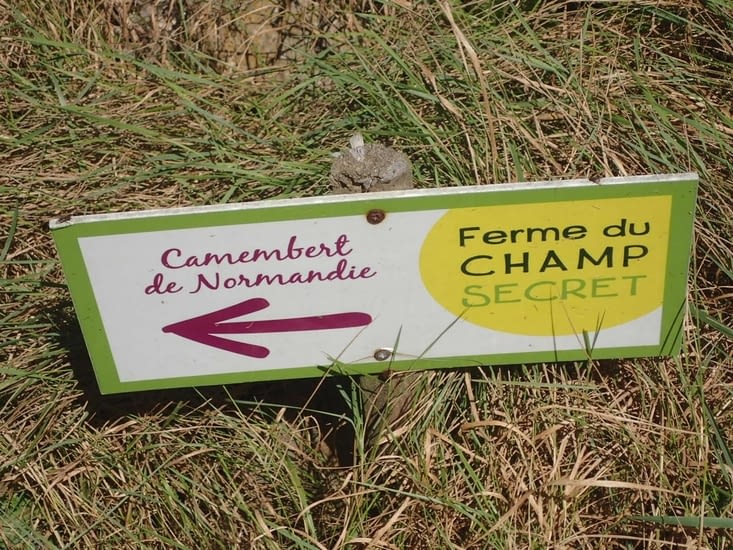 Camembert
de Normandie
Ferme du
CHAMP
SECRET